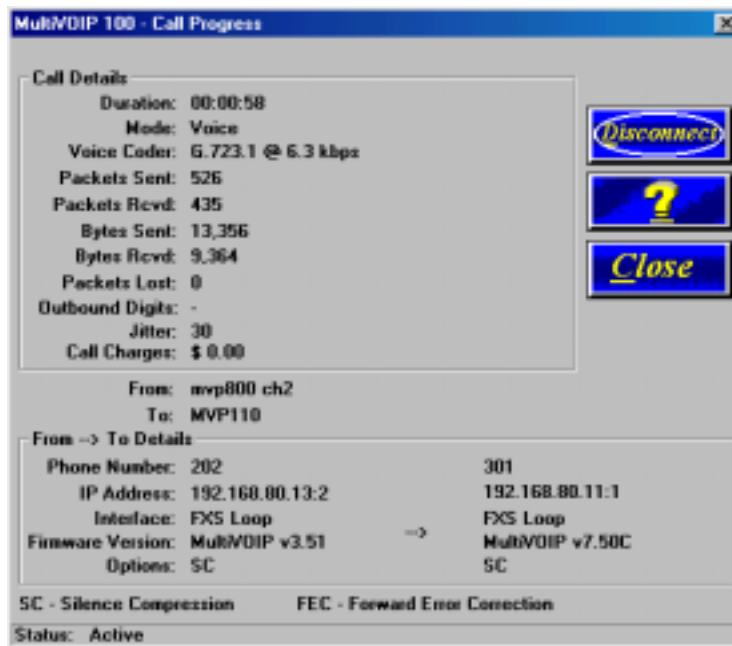 MultiVOIP 100 - Call Progress
Call Details
Duration: 00:00:58
Mode: Voice
Voice Coder: G.723.1 @ 6.3 kbps
Packets Sent: 526
Packets Rcvd: 435
Bytes Sent: 13,356
Bytes Rcvd: 9,364
Packets Lost: 0
Outbound Digits: -
Jitter: 30
Call Charges: $ 0.00
Disconnect
?
Close
From: mvp800 ch2
To: MVP110
From --> To Details
Phone Number: 202 301
IP Address: 192.168.80.13:2 192.168.80.11:1
Interface: FXS Loop FXS Loop
Firmware Version: MultiVOIP v3.51 --> MultiVOIP v7.50C
Options: SC SC
SC - Silence Compression FEC - Forward Error Correction
Status: Active